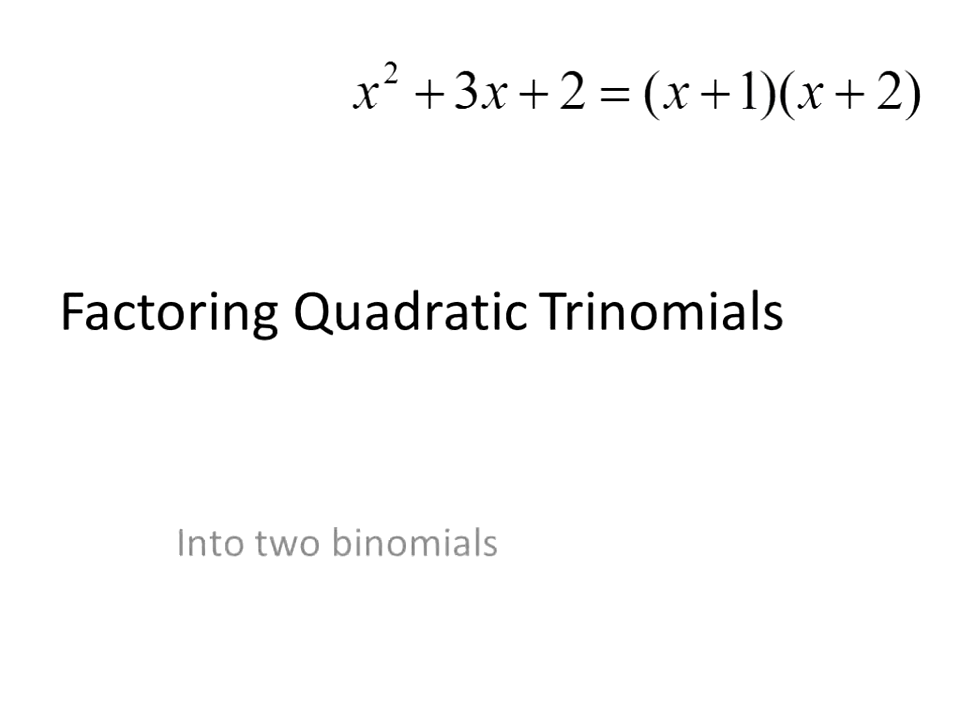 x² + 3x + 2 = (x + 1)(x + 2)
Factoring Quadratic Trinomials
Into two binomials